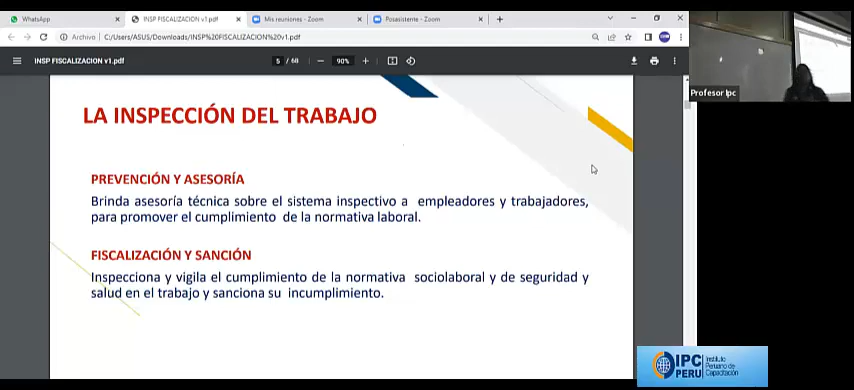 WhatsApp
INSP FISCALIZACION v1.pdf
Mis reuniones - Zoom
Posasistente - Zoom
Archivo | C:/Users/ASUS/Downloads/INSP%20FISCALIZACION%20v1.pdf
INSP FISCALIZACION v1.pdf
5 / 68
90%
Profesor Ipc
LA INSPECCIÓN DEL TRABAJO
PREVENCIÓN Y ASESORÍA
Brinda asesoría técnica sobre el sistema inspectivo a empleadores y trabajadores,
para promover el cumplimiento de la normativa laboral.
FISCALIZACIÓN Y SANCIÓN
Inspecciona y vigila el cumplimiento de la normativa sociolaboral y de seguridad y
salud en el trabajo y sanciona su incumplimiento.
IPC
PERU
Instituto
Peruano de
Capacitación